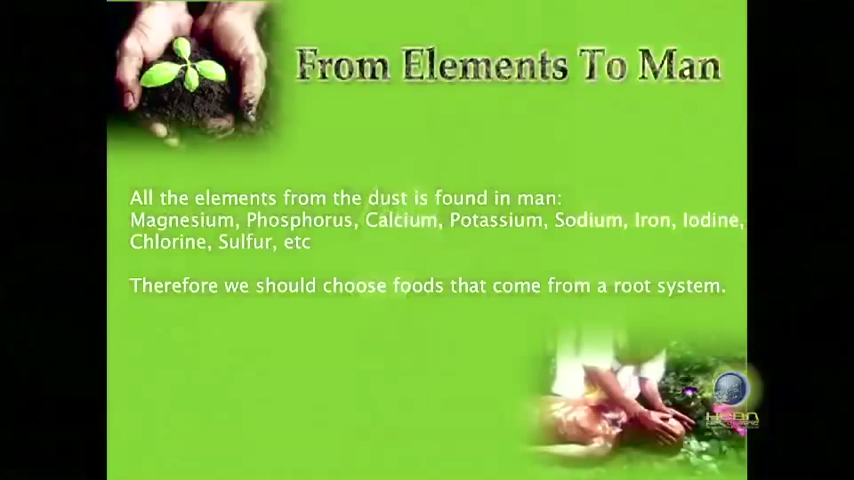 From Elements To Man
All the elements from the dust is found in man:
Magnesium, Phosphorus, Calcium, Potassium, Sodium, Iron, Iodine,
Chlorine, Sulfur, etc
Therefore we should choose foods that come from a root system.
HCBN